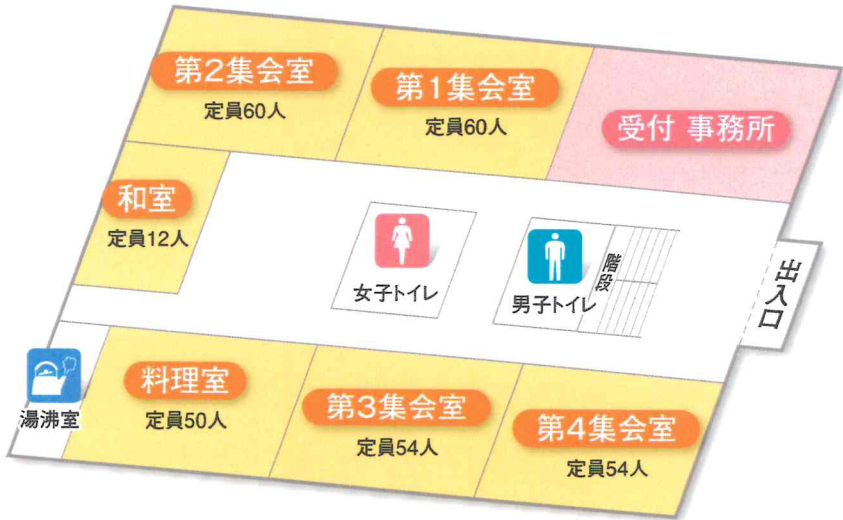 第2集会室
定員60人
第1集会室
定員60人
受付 事務所
和室
定員12人
女子トイレ
男子トイレ
階段
出入口
湯沸室
料理室
定員50人
第3集会室
定員54人
第4集会室
定員54人